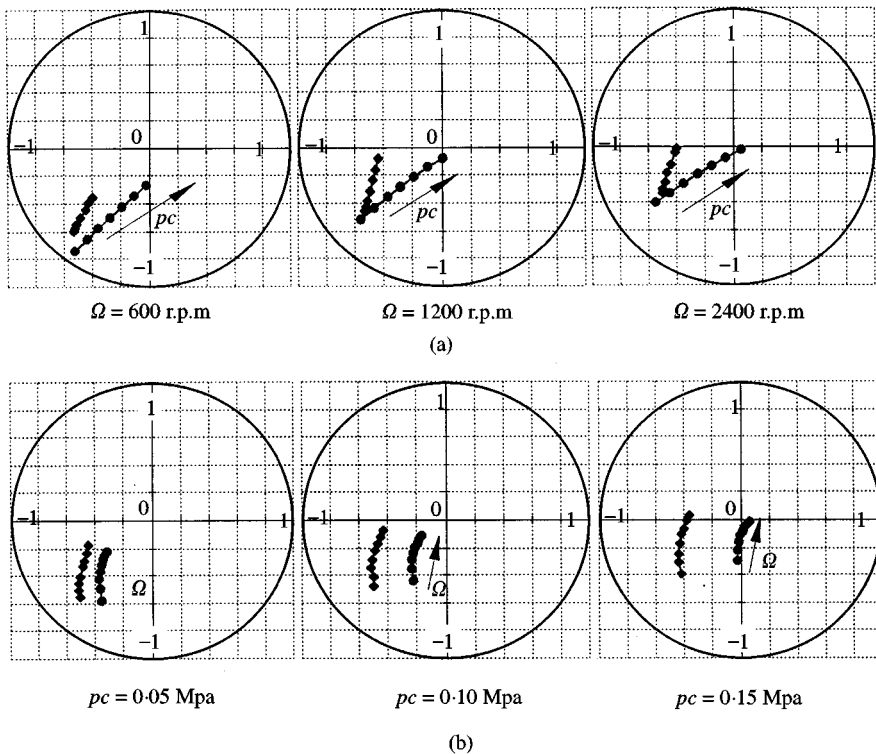 1 1 1
0 0 0
−1 1 −1 1 −1 1
pc pc pc
−1 −1 −1
Ω = 600 r.p.m Ω = 1200 r.p.m Ω = 2400 r.p.m
(a)
1 1 1
0 0 0
−1 1 −1 1 −1 1
Ω Ω Ω
−1 −1 −1
pc = 0·05 Mpa pc = 0·10 Mpa pc = 0·15 Mpa
(b)